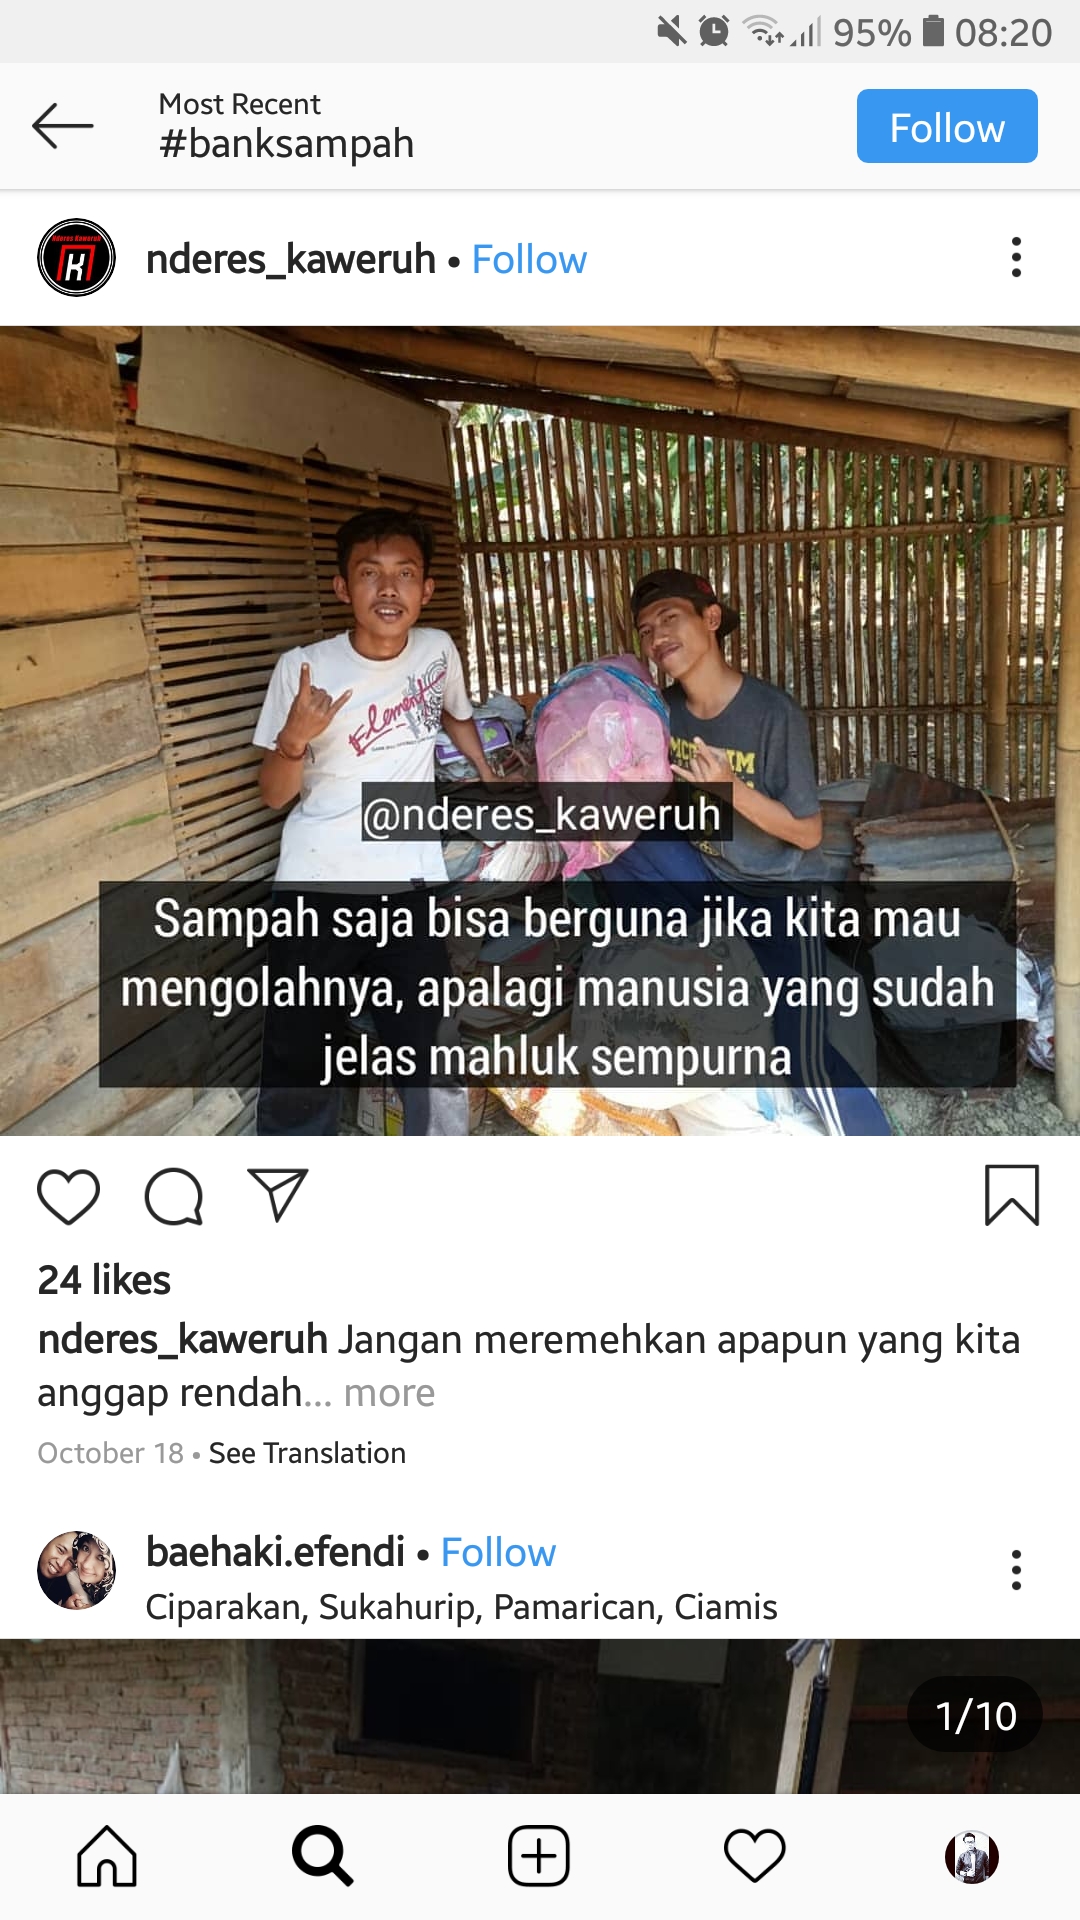 95% 08:20
Most Recent
#banksampah
Follow
nderes_kaweruh • Follow
Element
@nderes_kaweruh
Sampah saja bisa berguna jika kita mau
mengolahnya, apalagi manusia yang sudah
jelas mahluk sempurna
24 likes
nderes_kaweruh Jangan meremehkan apapun yang kita
anggap rendah... more
October 18 • See Translation
baehaki.efendi • Follow
Ciparakan, Sukahurip, Pamarican, Ciamis
1/10